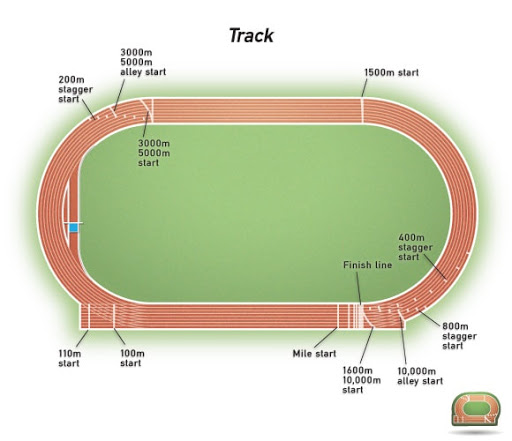 Track
3000m
5000m
alley start
200m
stagger
start
1500m start
3000m
5000m
start
400m
stagger
start
Finish line
110m
start
100m
start
Mile start
1600m
10,000m
start
10,000m
alley start
800m
stagger
start